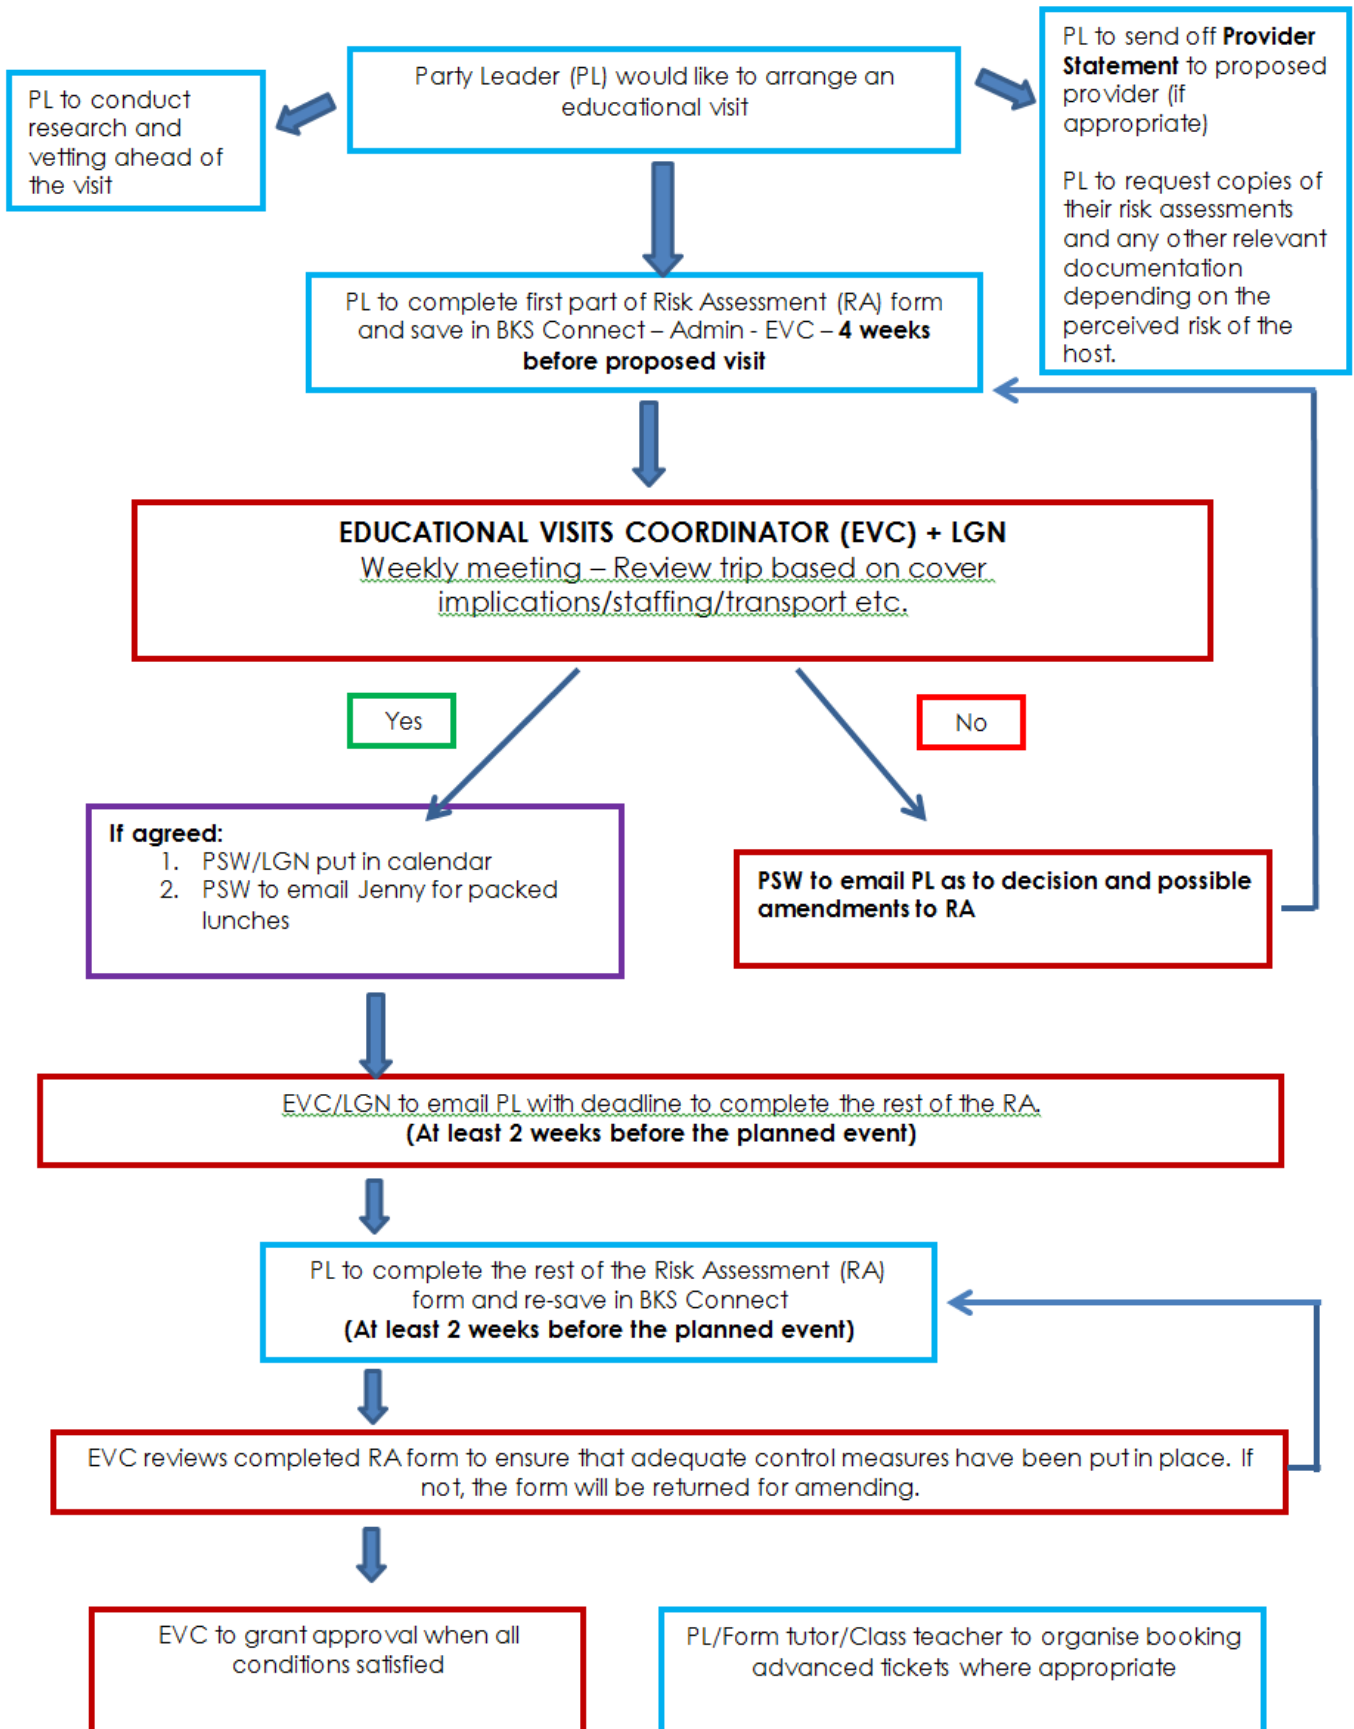 Party Leader (PL) would like to arrange an
educational visit
PL to conduct
research and
vetting ahead of
the visit
PL to send off Provider
Statement to proposed
provider (if
appropriate)
PL to request copies of
their risk assessments
and any other relevant
documentation
depending on the
perceived risk of the
host.
PL to complete first part of Risk Assessment (RA) form
and save in BKS Connect – Admin - EVC – 4 weeks
before proposed visit
EDUCATIONAL VISITS COORDINATOR (EVC) + LGN
Weekly meeting – Review trip based on cover
implications/staffing/transport etc.
Yes
No
If agreed:
1. PSW/LGN put in calendar
2. PSW to email Jenny for packed
lunches
PSW to email PL as to decision and possible
amendments to RA
EVC/LGN to email PL with deadline to complete the rest of the RA.
(At least 2 weeks before the planned event)
PL to complete the rest of the Risk Assessment (RA)
form and re-save in BKS Connect
(At least 2 weeks before the planned event)
EVC reviews completed RA form to ensure that adequate control measures have been put in place. If
not, the form will be returned for amending.
EVC to grant approval when all
conditions satisfied
PL/Form tutor/Class teacher to organise booking
advanced tickets where appropriate